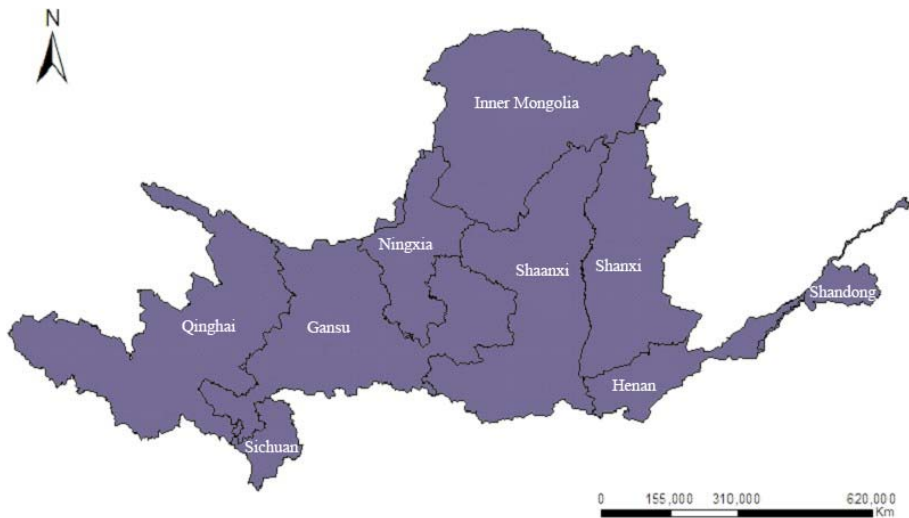 N
Inner Mongolia
Ningxia
Shaanxi
Shanxi
Shandong
Qinghai
Gansu
Henan
Sichuan
0 155,000 310,000 620,000
Km